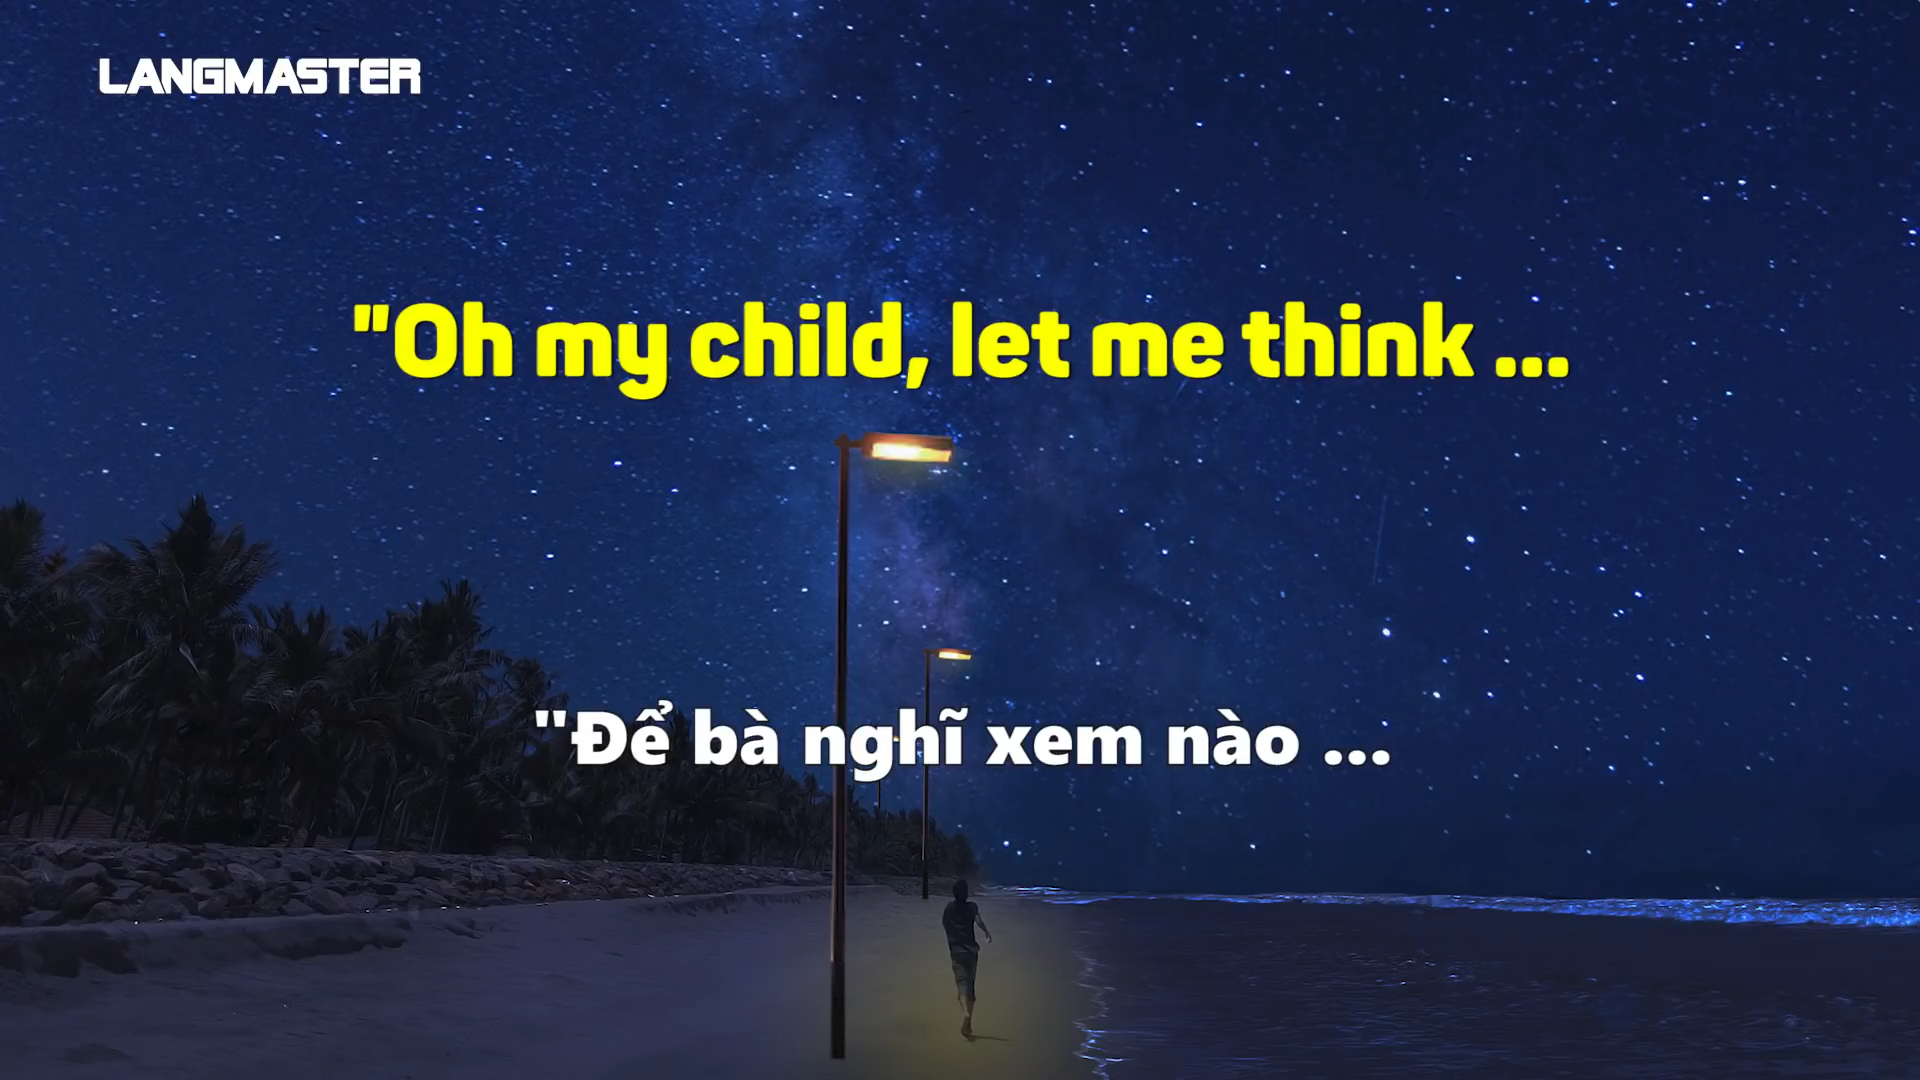 LANGMASTER
"Oh my child, let me think ...
"Để bà nghĩ xem nào ...